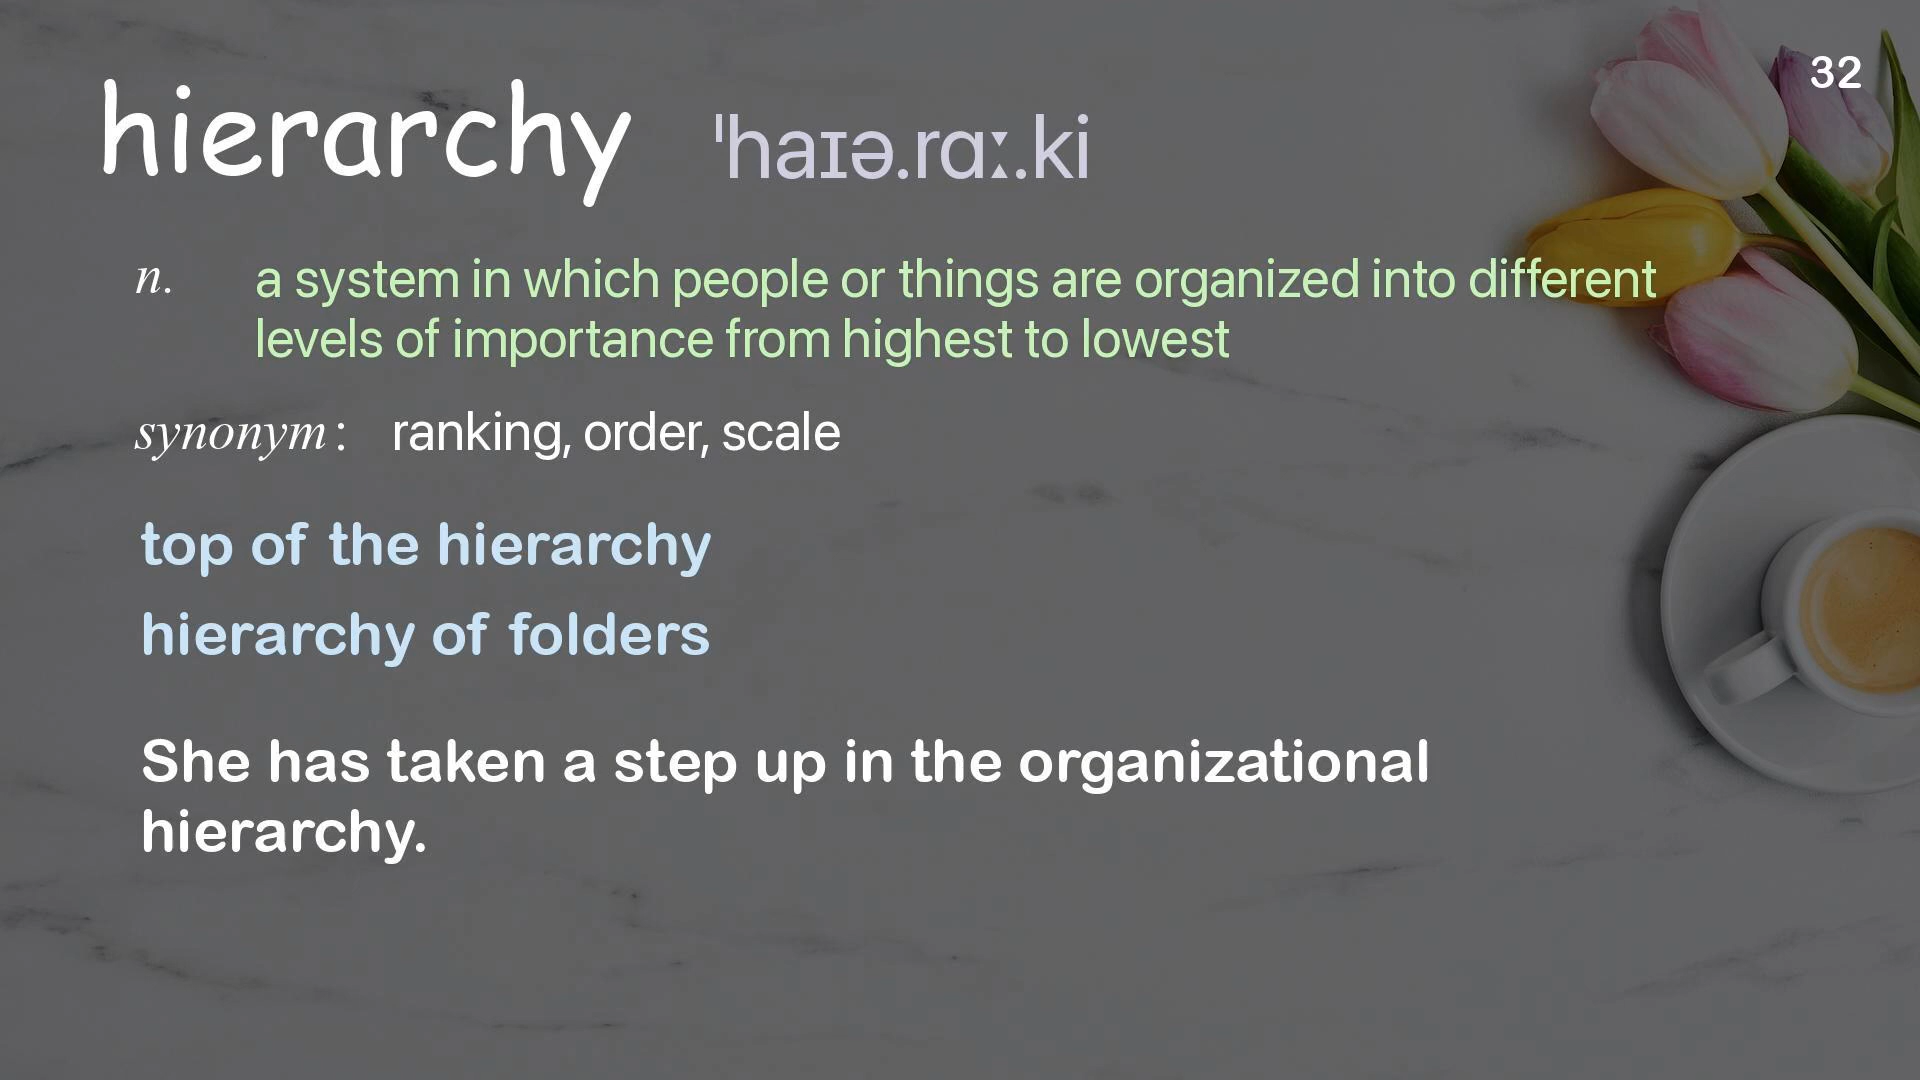 32
hierarchy ˈhaɪə.rɑː.ki
n. a system in which people or things are organized into different
levels of importance from highest to lowest
synonym: ranking, order, scale
top of the hierarchy
hierarchy of folders
She has taken a step up in the organizational
hierarchy.